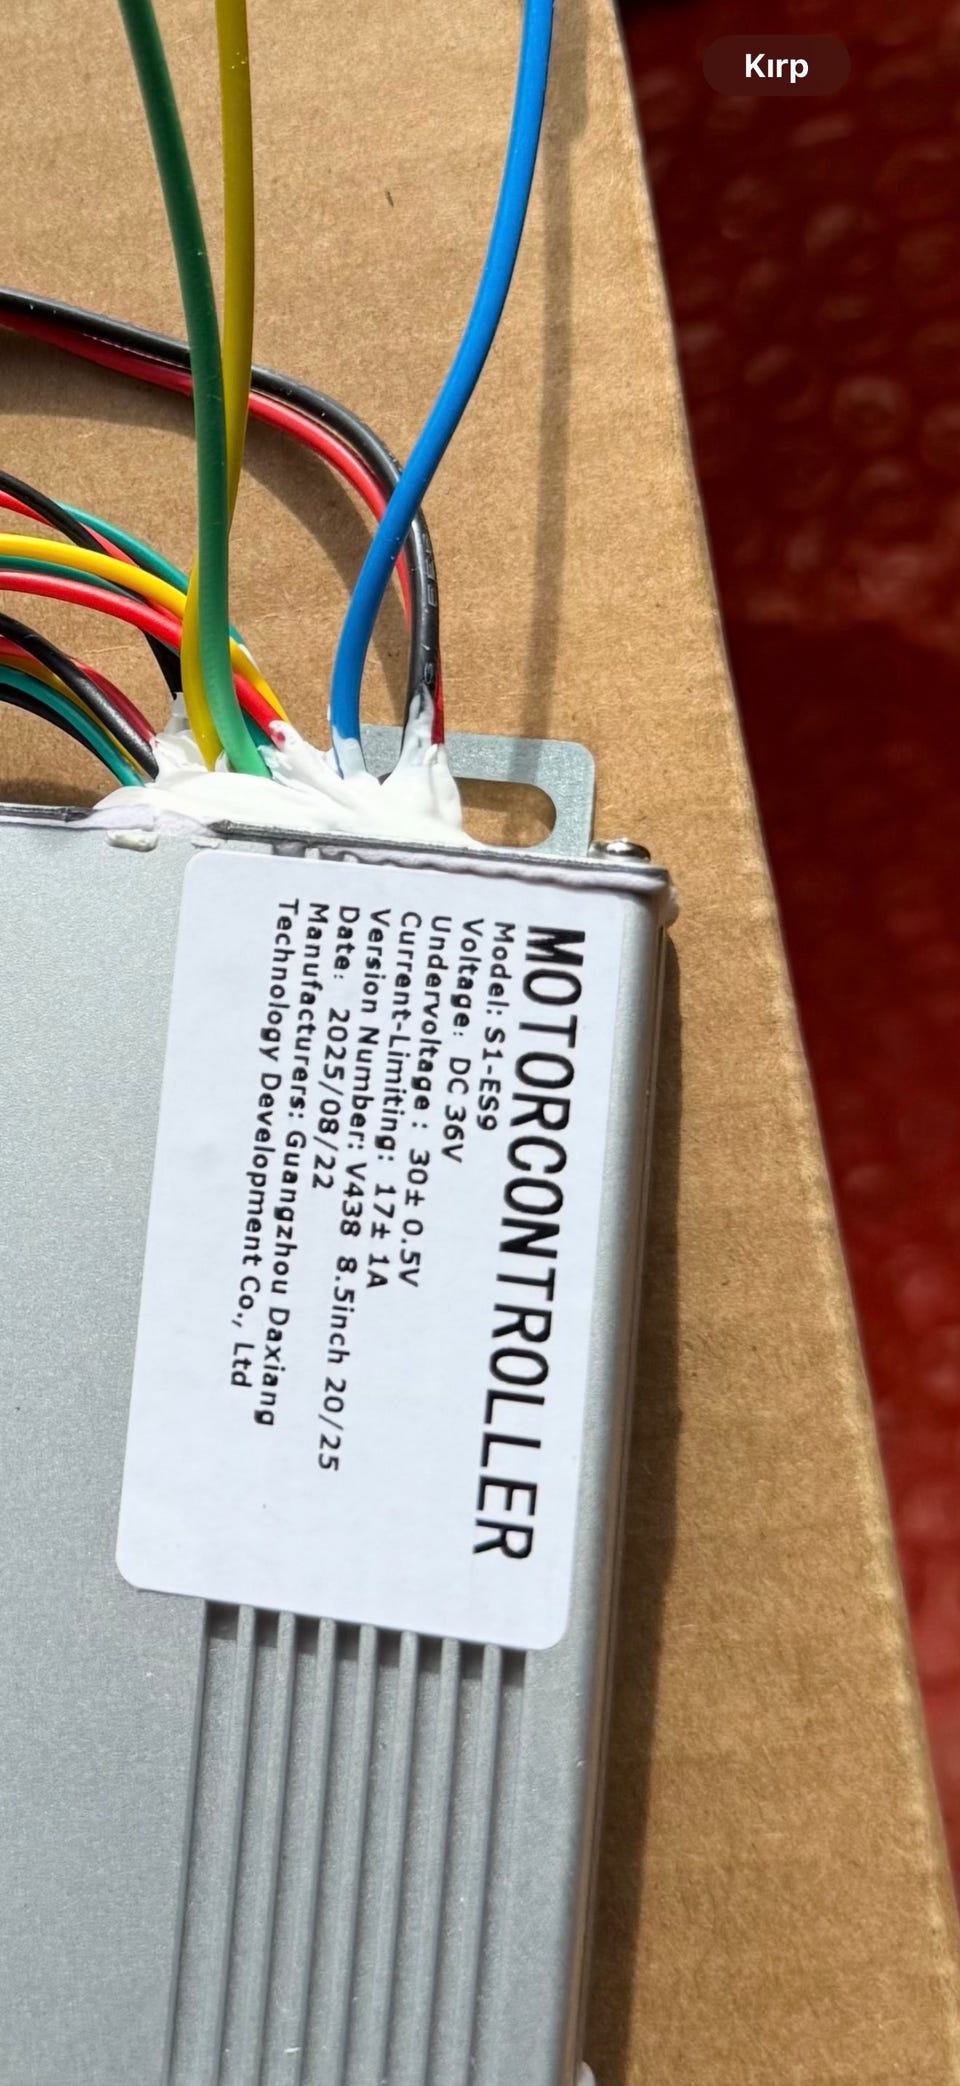 Kırp
MOTORCONTROLLER
Model: S1-ES9
Voltage: DC 36V
Undervoltage : 30± 0.5V
Current-Limiting: 17± 1A
Version Number: V438 8.5inch 20/25
Date: 2025/08/22
Manufacturers: Guangzhou Daxiang
Technology Development Co., Ltd